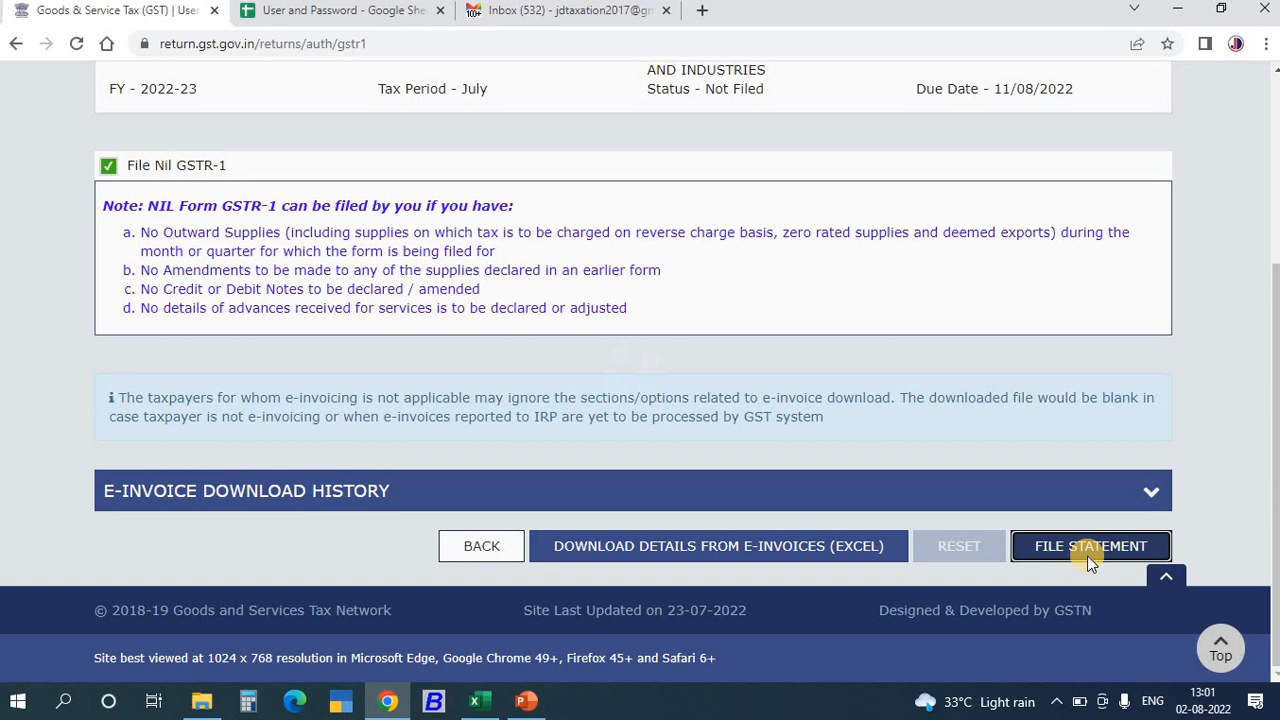 Goods & Service Tax (GST) | User
User and Password - Google She
Inbox (532) - jdtaxation2017@gm
return.gst.gov.in/returns/auth/gstr1
AND INDUSTRIES
FY - 2022-23 Tax Period - July Status - Not Filed Due Date - 11/08/2022
File Nil GSTR-1
Note: NIL Form GSTR-1 can be filed by you if you have:
a. No Outward Supplies (including supplies on which tax is to be charged on reverse charge basis, zero rated supplies and deemed exports) during the
month or quarter for which the form is being filed for
b. No Amendments to be made to any of the supplies declared in an earlier form
c. No Credit or Debit Notes to be declared / amended
d. No details of advances received for services is to be declared or adjusted
The taxpayers for whom e-invoicing is not applicable may ignore the sections/options related to e-invoice download. The downloaded file would be blank in
case taxpayer is not e-invoicing or when e-invoices reported to IRP are yet to be processed by GST system
E-INVOICE DOWNLOAD HISTORY
BACK DOWNLOAD DETAILS FROM E-INVOICES (EXCEL) RESET FILE STATEMENT
© 2018-19 Goods and Services Tax Network Site Last Updated on 23-07-2022 Designed & Developed by GSTN
Site best viewed at 1024 x 768 resolution in Microsoft Edge, Google Chrome 49+, Firefox 45+ and Safari 6+
Top
33°C Light rain ENG 13:01
02-08-2022